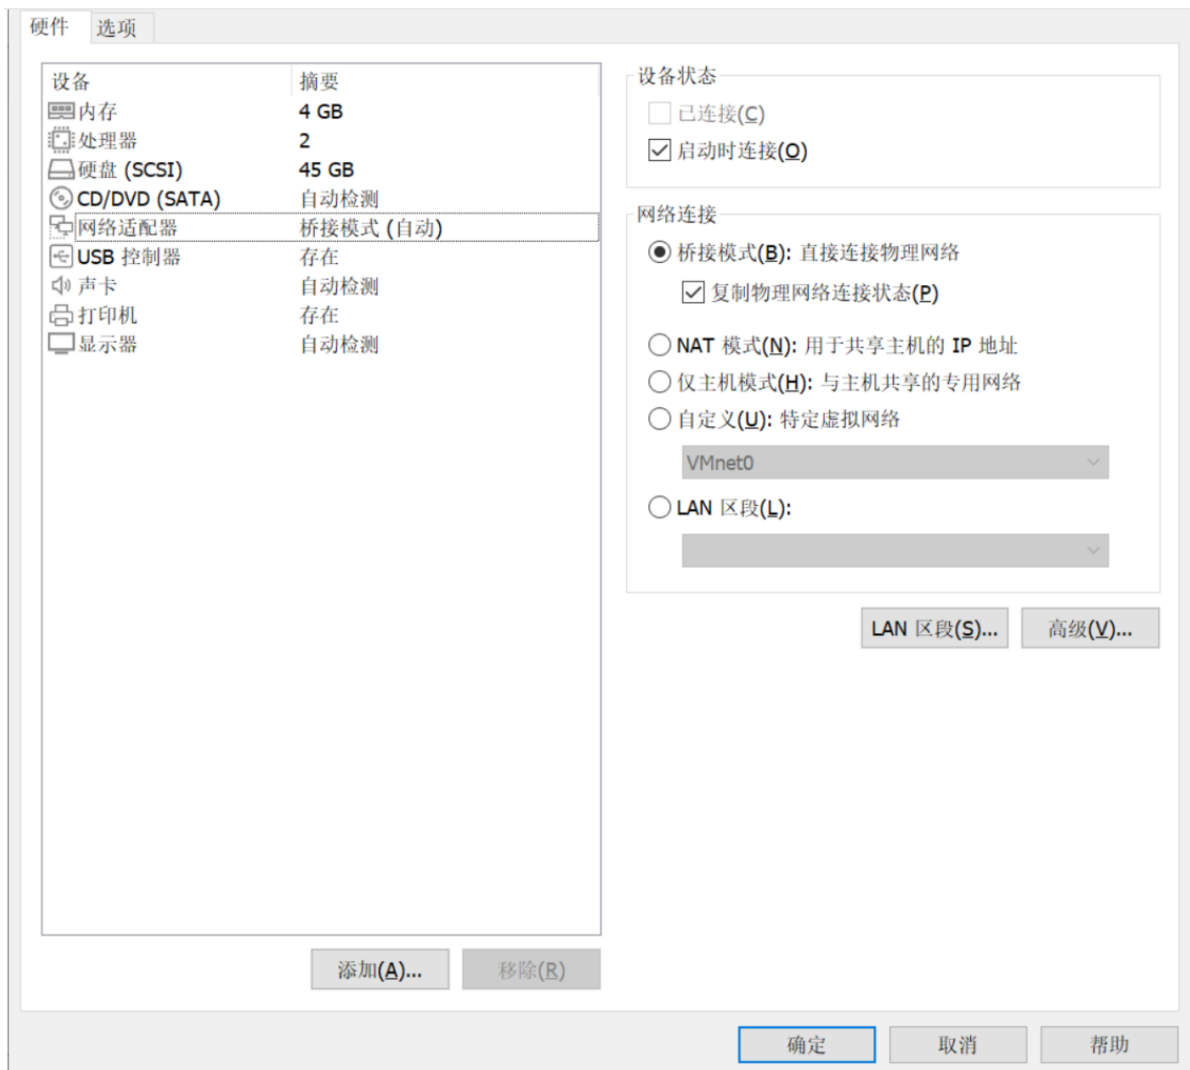 硬件 选项
设备 摘要
内存 4 GB
处理器 2
硬盘 (SCSI) 45 GB
CD/DVD (SATA) 自动检测
网络适配器 桥接模式 (自动)
USB 控制器 存在
声卡 自动检测
打印机 存在
显示器 自动检测
添加(A)... 移除(R)
设备状态
已连接(C)
启动时连接(O)
网络连接
桥接模式(B): 直接连接物理网络
复制物理网络连接状态(P)
NAT 模式(N): 用于共享主机的 IP 地址
仅主机模式(H): 与主机共享的专用网络
自定义(U): 特定虚拟网络
VMnet0
LAN 区段(L):
LAN 区段(S)... 高级(V)...
确定 取消 帮助